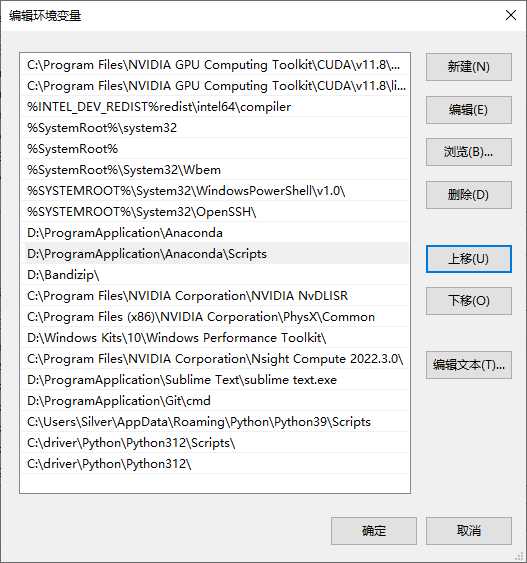 编辑环境变量
C:\Program Files\NVIDIA GPU Computing Toolkit\CUDA\v11.8\...
C:\Program Files\NVIDIA GPU Computing Toolkit\CUDA\v11.8\li...
%INTEL_DEV_REDIST%redist\intel64\compiler
%SystemRoot%\system32
%SystemRoot%
%SystemRoot%\System32\Wbem
%SYSTEMROOT%\System32\WindowsPowerShell\v1.0\
%SYSTEMROOT%\System32\OpenSSH\
D:\ProgramApplication\Anaconda
D:\ProgramApplication\Anaconda\Scripts
D:\Bandizip\
C:\Program Files\NVIDIA Corporation\NVIDIA NvDLISR
C:\Program Files (x86)\NVIDIA Corporation\PhysX\Common
D:\Windows Kits\10\Windows Performance Toolkit\
C:\Program Files\NVIDIA Corporation\Nsight Compute 2022.3.0\
D:\ProgramApplication\Sublime Text\sublime text.exe
D:\ProgramApplication\Git\cmd
C:\Users\Silver\AppData\Roaming\Python\Python39\Scripts
C:\driver\Python\Python312\Scripts\
C:\driver\Python\Python312\
新建(N)
编辑(E)
浏览(B)...
删除(D)
上移(U)
下移(O)
编辑文本(T)...
确定
取消